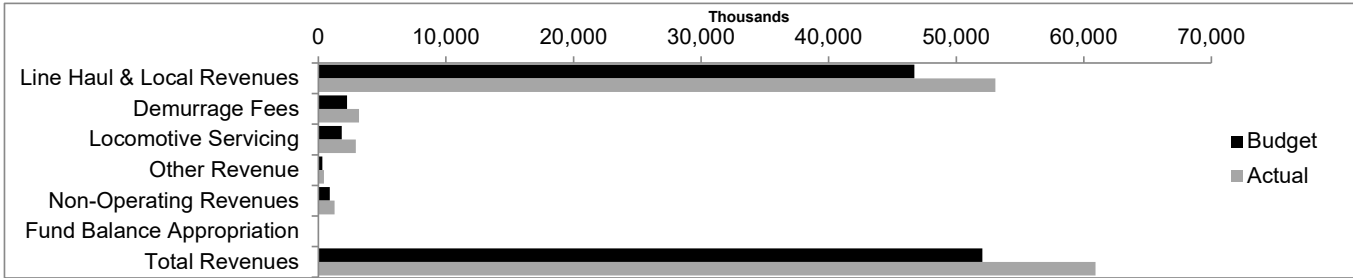 Thousands
0 10,000 20,000 30,000 40,000 50,000 60,000 70,000
Line Haul & Local Revenues
Demurrage Fees
Locomotive Servicing
Other Revenue
Non-Operating Revenues
Fund Balance Appropriation
Total Revenues
Budget
Actual